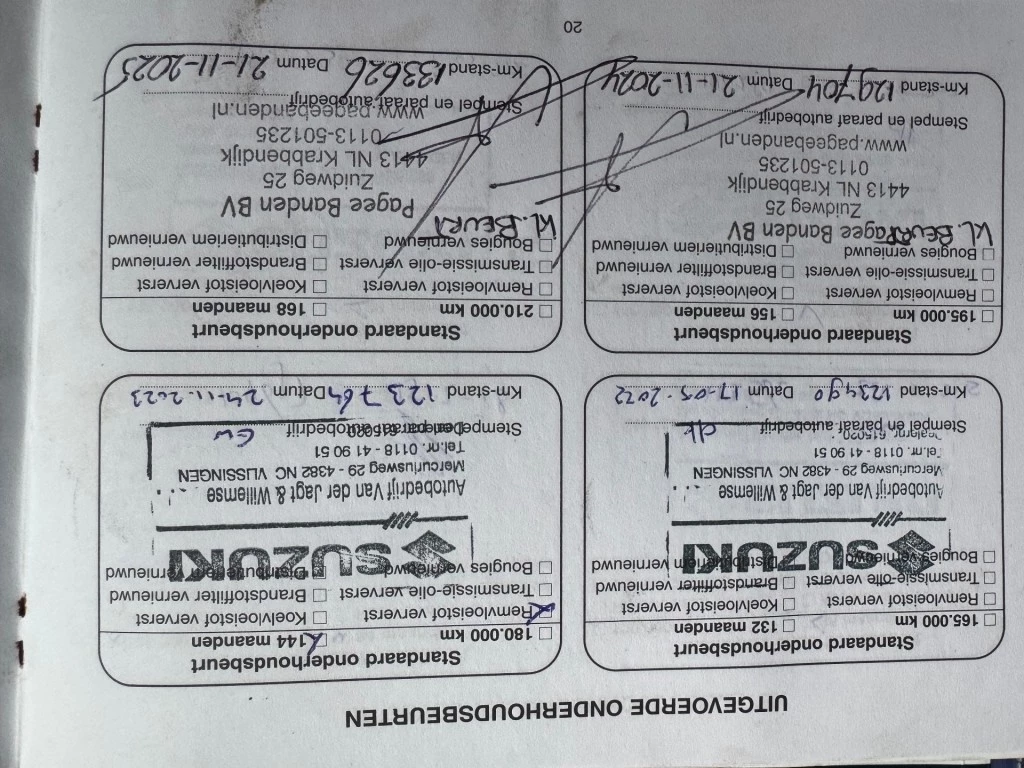 UITGEVOERDE ONDERHOUDSBEURTEN
Standaard onderhoudsbeurt
165.000 km 132 maanden
Remvloeistof ververst Koelvloeistof ververst
Transmissie-olie ververst Brandstoffilter vernieuwd
Bougies vernieuwd Distributieriem vernieuwd
SUZUKI
Autobedrijf Van der Jagt & Willemse
Mercuriusweg 29 - 4382 NC VLISSINGEN
Tel.nr. 0118 - 41 90 51
Dealernr. 615020
Stempel en paraaf autobedrijf
Km-stand 123490 Datum 17-05-2022
Standaard onderhoudsbeurt
180.000 km 144 maanden
Remvloeistof ververst Koelvloeistof ververst
Transmissie-olie ververst Brandstoffilter vernieuwd
Bougies vernieuwd Distributieriem vernieuwd
SUZUKI
Autobedrijf Van der Jagt & Willemse
Mercuriusweg 29 - 4382 NC VLISSINGEN
Tel.nr. 0118 - 41 90 51
Dealernr. 615020
Stempel en paraaf autobedrijf
Km-stand 123764 Datum 24-11-2023
Standaard onderhoudsbeurt
195.000 km 156 maanden
Remvloeistof ververst Koelvloeistof ververst
Transmissie-olie ververst Brandstoffilter vernieuwd
Bougies vernieuwd Distributieriem vernieuwd
KL. BEURT
Pagee Banden BV
Zuidweg 25
4413 NL Krabbendijk
0113-501235
www.pageebanden.nl
Stempel en paraaf autobedrijf
Km-stand 129704 Datum 21-11-2024
Standaard onderhoudsbeurt
210.000 km 168 maanden
Remvloeistof ververst Koelvloeistof ververst
Transmissie-olie ververst Brandstoffilter vernieuwd
Bougies vernieuwd Distributieriem vernieuwd
KL. BEURT
Pagee Banden BV
Zuidweg 25
4413 NL Krabbendijk
0113-501235
www.pageebanden.nl
Stempel en paraaf autobedrijf
Km-stand 133626 Datum 21-11-2025
20